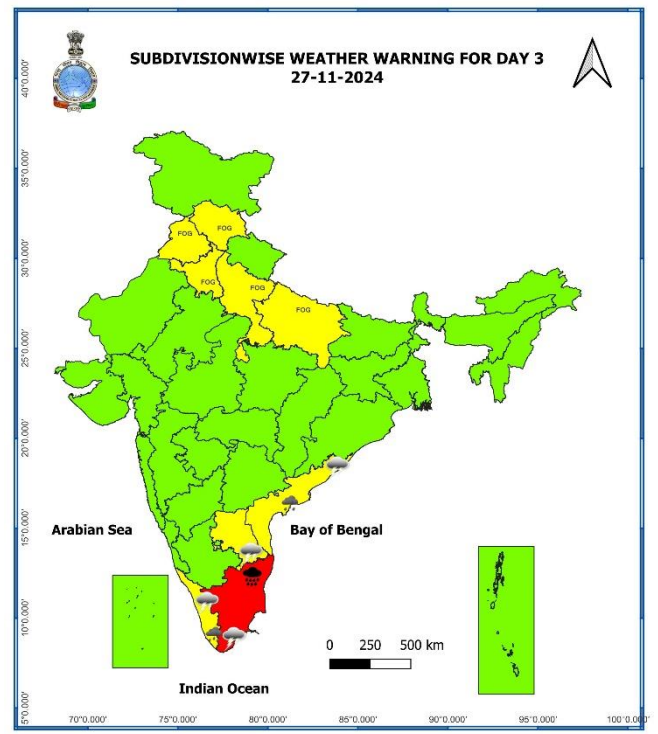 SUBDIVISIONWISE WEATHER WARNING FOR DAY 3
27-11-2024
40°0.000'
35°0.000'
30°0.000'
25°0.000'
20°0.000'
15°0.000'
10°0.000'
5°0.000'
FOG
FOG
FOG
FOG
FOG
Arabian Sea
Bay of Bengal
0 250 500 km
Indian Ocean
70°0.000' 75°0.000' 80°0.000' 85°0.000' 90°0.000' 95°0.000' 100°0.000'